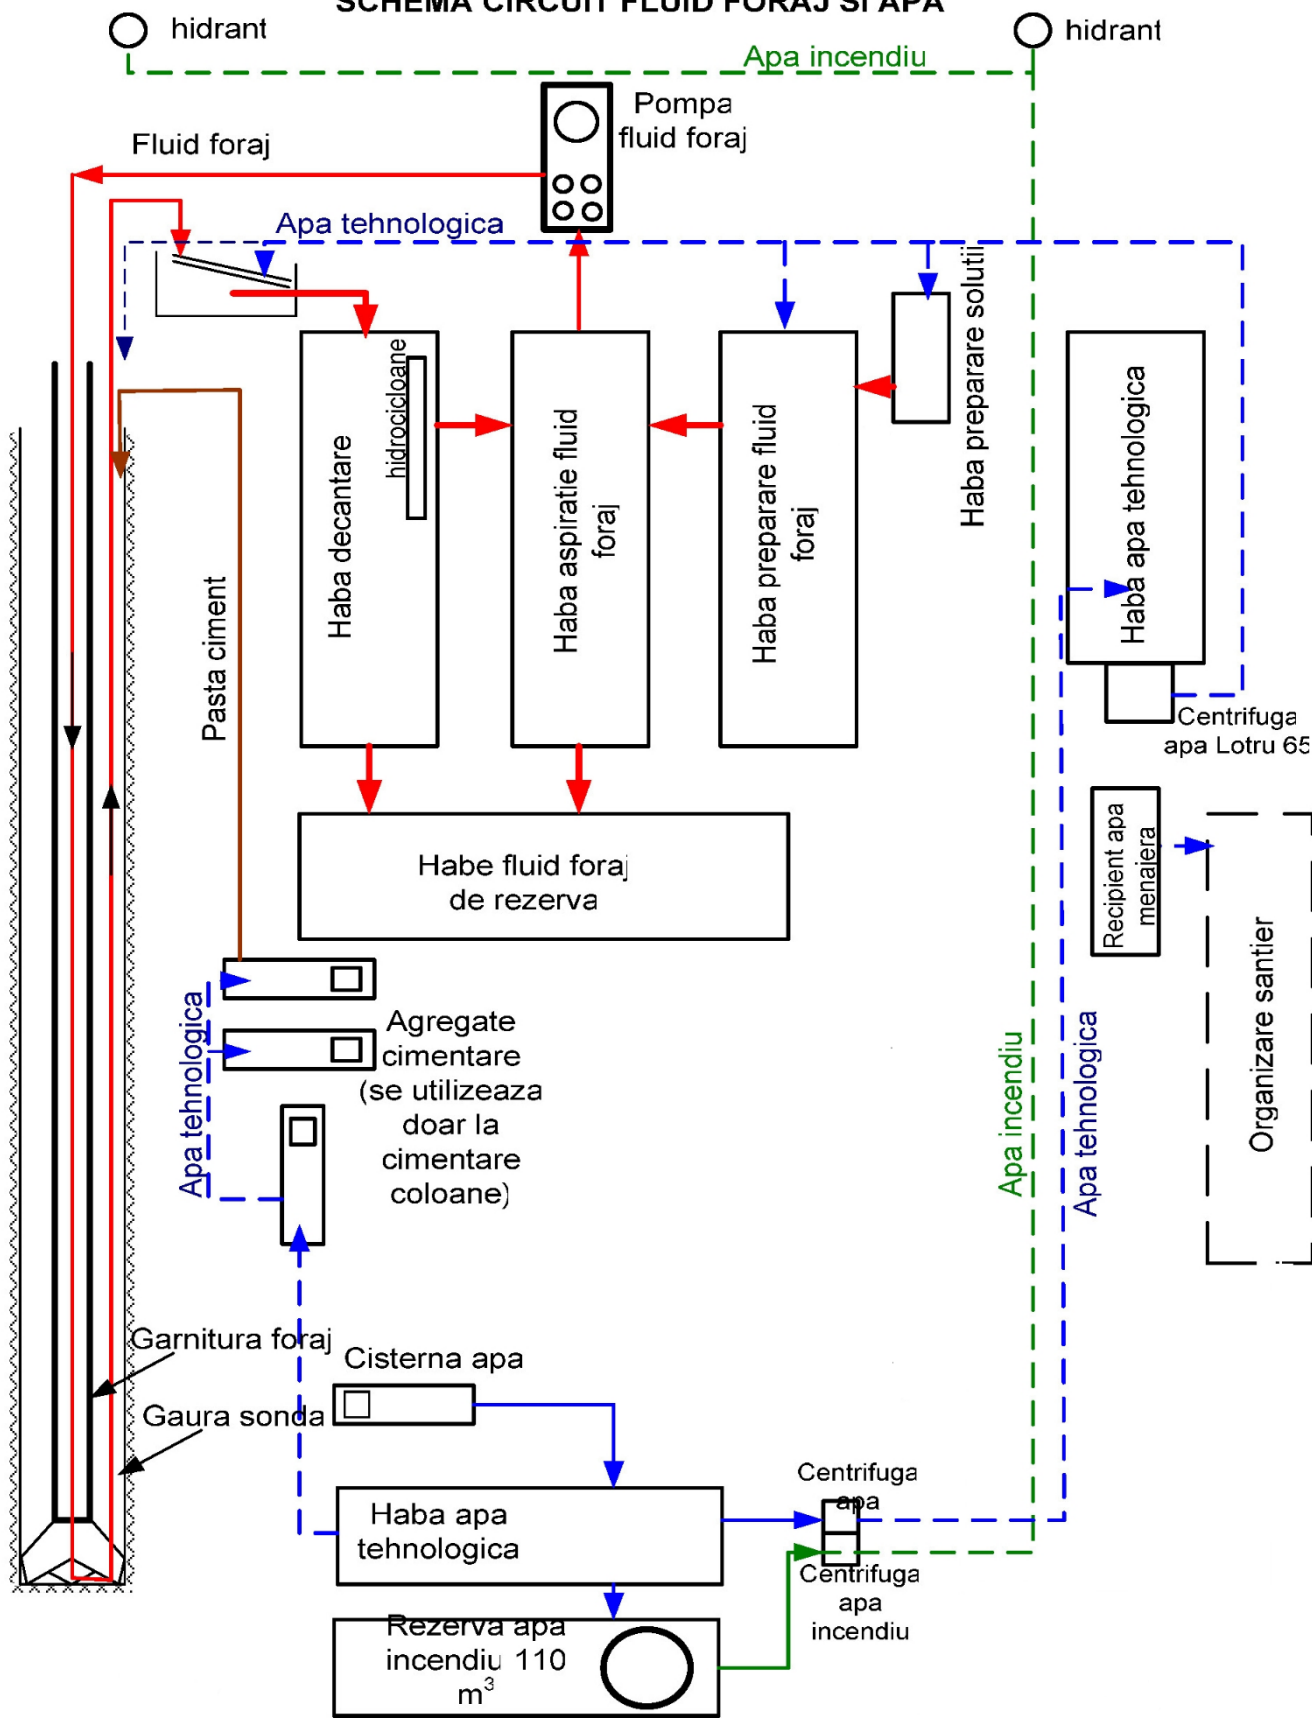 SCHEMA CIRCUIT FLUID FORAJ SI APA
hidrant
hidrant
Apa incendiu
Pompa
fluid foraj
Fluid foraj
Apa tehnologica
Haba preparare solutii
hidrocicloane
Haba decantare
Haba aspiratie fluid
foraj
Haba preparare fluid
foraj
Haba apa tehnologica
Pasta ciment
Centrifuga
apa Lotru 65
Habe fluid foraj
de rezerva
Recipient apa
menajera
Organizare santier
Apa tehnologica
Agregate
cimentare
(se utilizeaza
doar la
cimentare
coloane)
Apa incendiu
Apa tehnologica
Garnitura foraj
Cisterna apa
Gaura sonda
Centrifuga
apa
Haba apa
tehnologica
Centrifuga
apa
incendiu
Rezerva apa
incendiu 110
m³